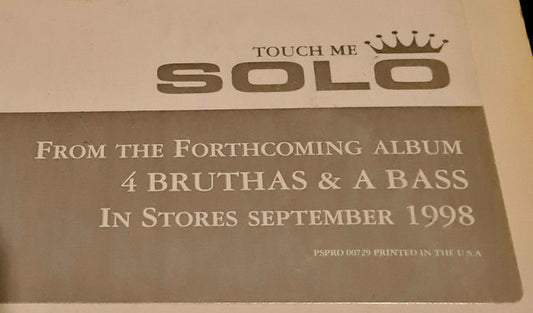 TOUCH ME
SOLO
FROM THE FORTHCOMING ALBUM
4 BRUTHAS & A BASS
IN STORES SEPTEMBER 1998
PSPRO 00729 PRINTED IN THE U.S.A